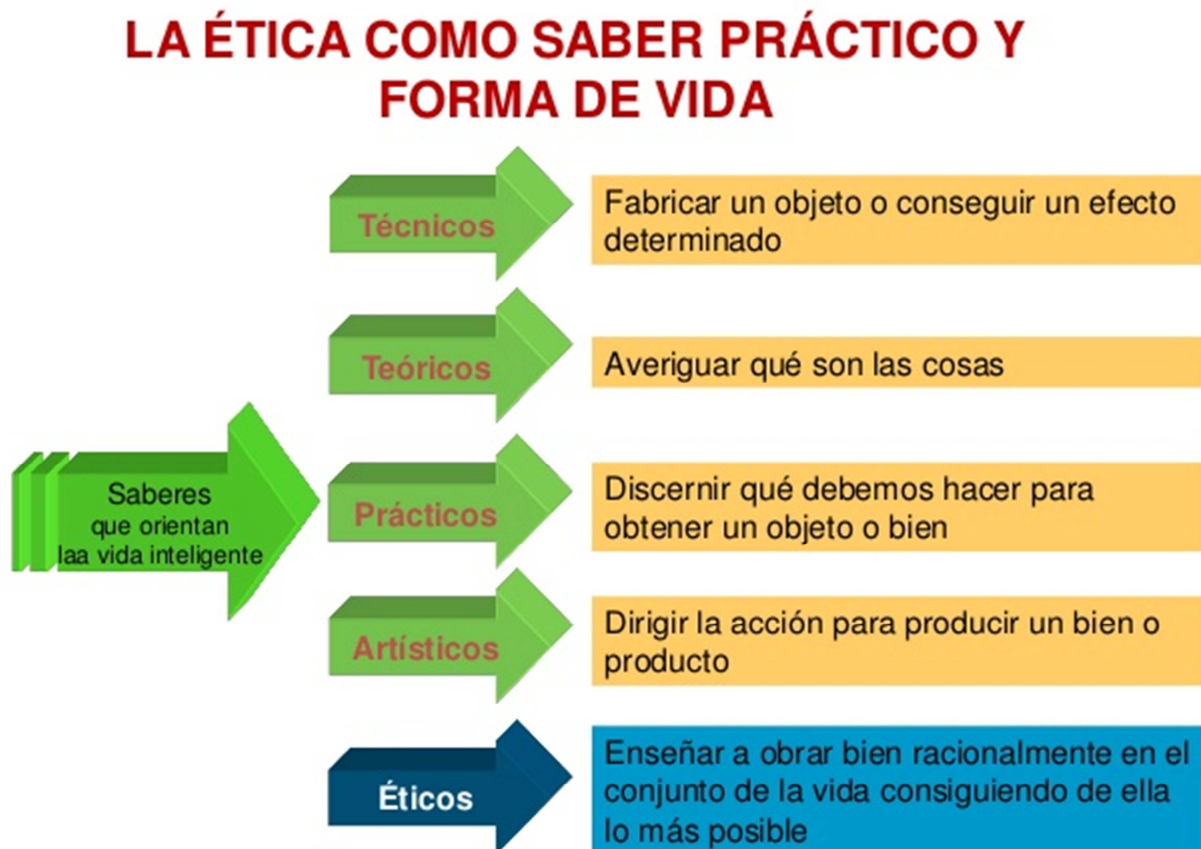 LA ÉTICA COMO SABER PRÁCTICO Y
FORMA DE VIDA
Saberes
que orientan
laa vida inteligente
Técnicos
Fabricar un objeto o conseguir un efecto
determinado
Teóricos
Averiguar qué son las cosas
Prácticos
Discernir qué debemos hacer para
obtener un objeto o bien
Artísticos
Dirigir la acción para producir un bien o
producto
Éticos
Enseñar a obrar bien racionalmente en el
conjunto de la vida consiguiendo de ella
lo más posible